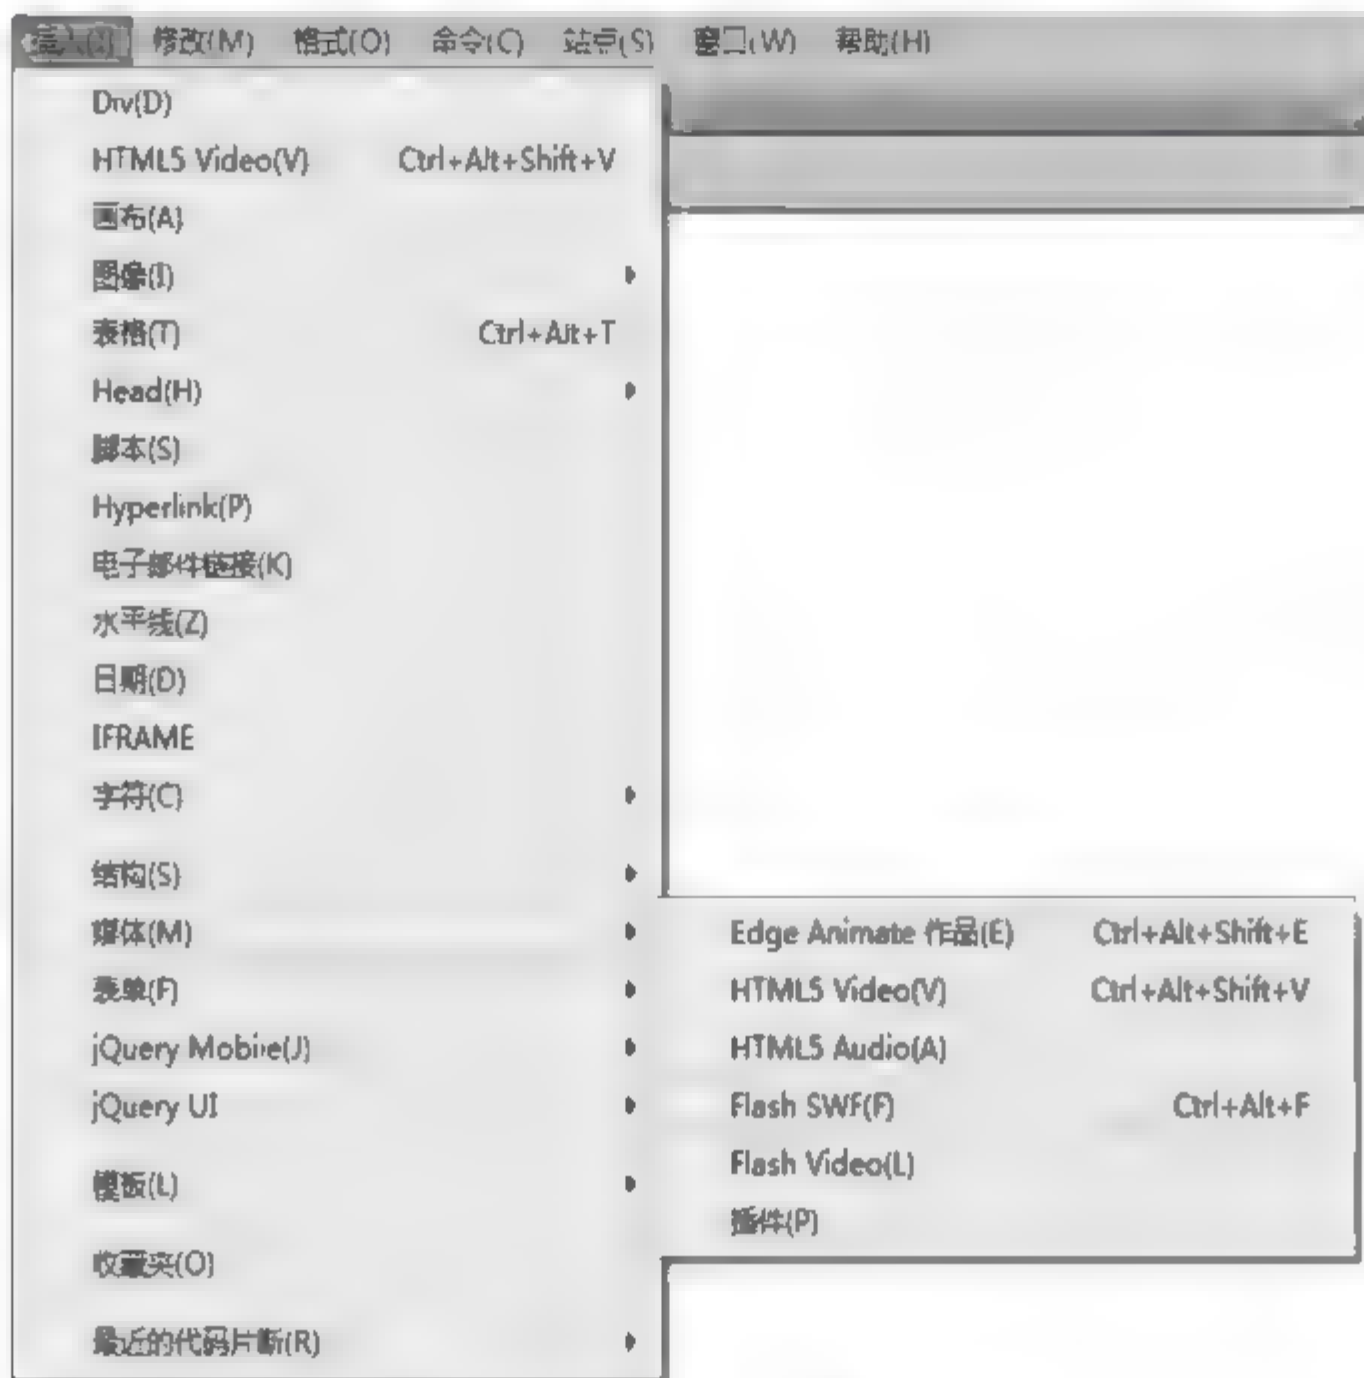 插入(I) 修改(M) 格式(O) 命令(C) 站点(S) 窗口(W) 帮助(H)
Div(D)
HTML5 Video(V) Ctrl+Alt+Shift+V
画布(A)
图像(I)
表格(T) Ctrl+Alt+T
Head(H)
脚本(S)
Hyperlink(P)
电子邮件链接(K)
水平线(Z)
日期(D)
IFRAME
字符(C)
结构(S)
媒体(M) Edge Animate 作品(E) Ctrl+Alt+Shift+E
表单(F) HTML5 Video(V) Ctrl+Alt+Shift+V
jQuery Mobile(J) HTML5 Audio(A)
jQuery UI Flash SWF(F) Ctrl+Alt+F
Flash Video(L)
模板(L)
插件(P)
收藏夹(O)
最近的代码片断(R)